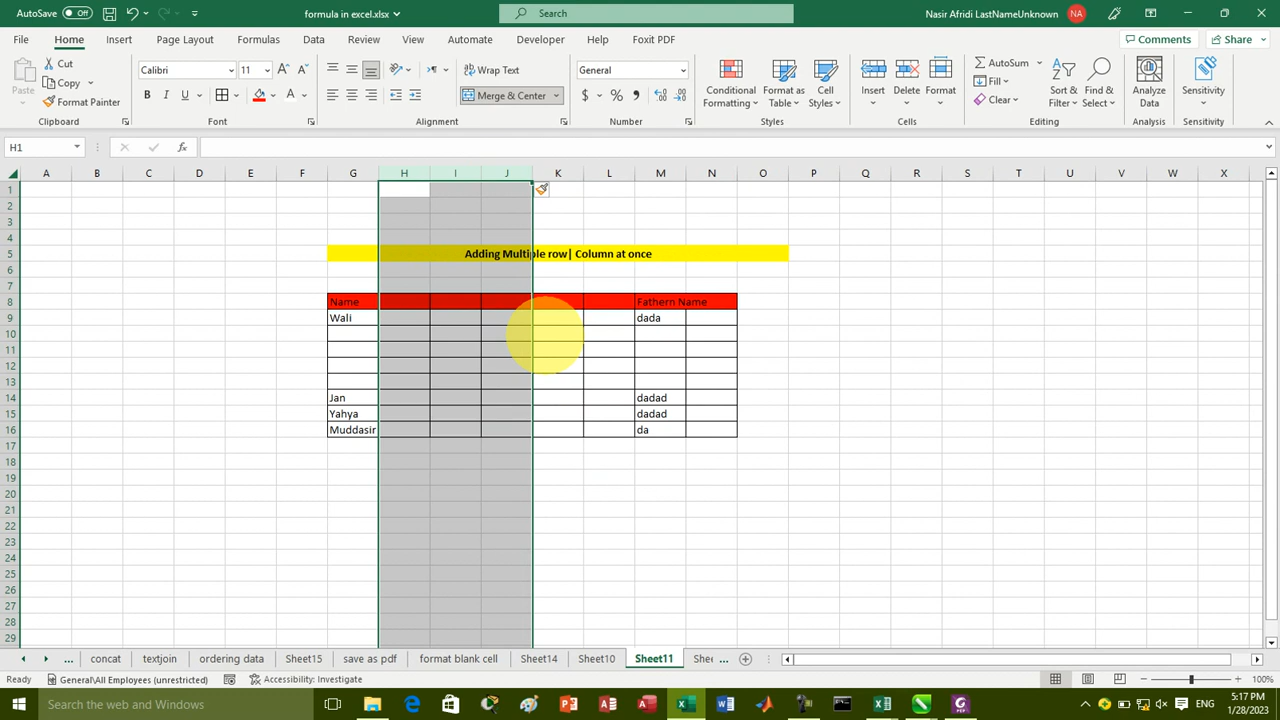 AutoSave Off
formula in excel.xlsx
Search
Nasir Afridi LastNameUnknown
NA
File Home Insert Page Layout Formulas Data Review View Automate Developer Help Foxit PDF
Comments
Share
Paste
Cut
Copy
Format Painter
Clipboard
Calibri
11
B I U
Font
Wrap Text
Merge & Center
Alignment
General
$ % ,
Number
Conditional Formatting
Format as Table
Cell Styles
Styles
Insert
Delete
Format
Cells
AutoSum
Fill
Clear
Sort & Filter
Find & Select
Editing
Analyze Data
Analysis
Sensitivity
Sensitivity
H1
fx
A B C D E F G H I J K L M N O P Q R S T U V W X
1
2
3
4
5 Adding Multiple row| Column at once
6
7
8 Name Fathern Name
9 Wali dada
10
11
12
13
14 Jan dadad
15 Yahya dadad
16 Muddasir da
17
18
19
20
21
22
23
24
25
26
27
28
29
... concat textjoin ordering data Sheet15 save as pdf format blank cell Sheet14 Sheet10 Sheet11 Shee ...
Ready
General\All Employees (unrestricted)
Accessibility: Investigate
100%
Search the web and Windows
ENG
5:17 PM
1/28/2023